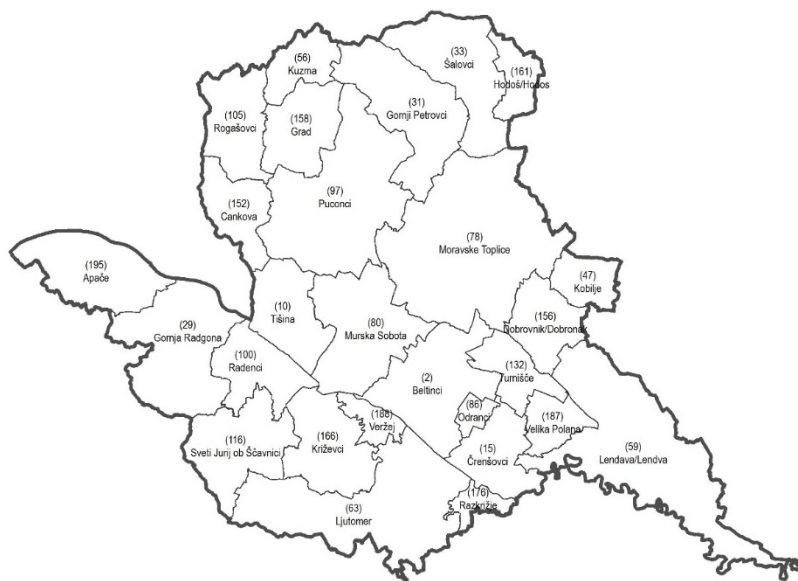 (56)
Kuzma
(33)
Šalovci
(161)
Hodoš/Hodos
(31)
Gornji Petrovci
(105)
Rogašovci
(158)
Grad
(97)
Puconci
(152)
Cankova
(78)
Moravske Toplice
(195)
Apače
(47)
Kobilje
(10)
Tišina
(156)
Dobrovnik/Dobronak
(29)
Gornja Radgona
(80)
Murska Sobota
(100)
Radenci
(132)
Turnišče
(2)
Beltinci
(86)
Odranci
(187)
Velika Polana
(188)
Veržej
(166)
Križevci
(116)
Sveti Jurij ob Ščavnici
(15)
Črenšovci
(59)
Lendava/Lendva
(176)
Razkrižje
(63)
Ljutomer